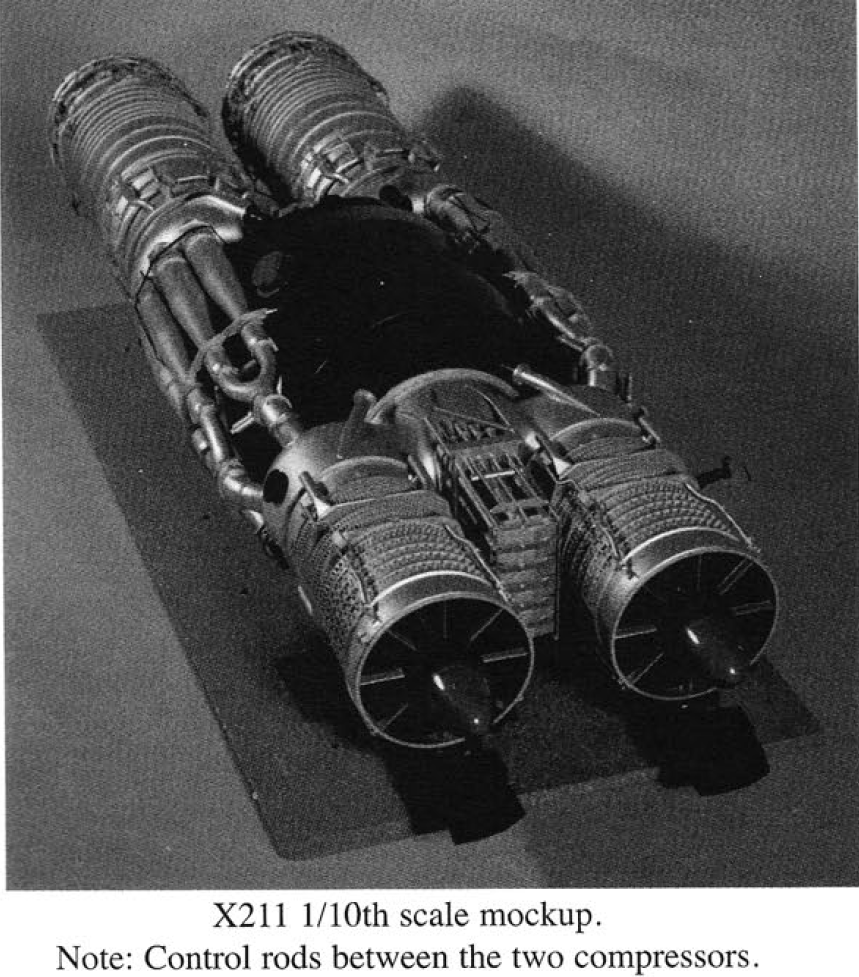 X211 1/10th scale mockup.
Note: Control rods between the two compressors.